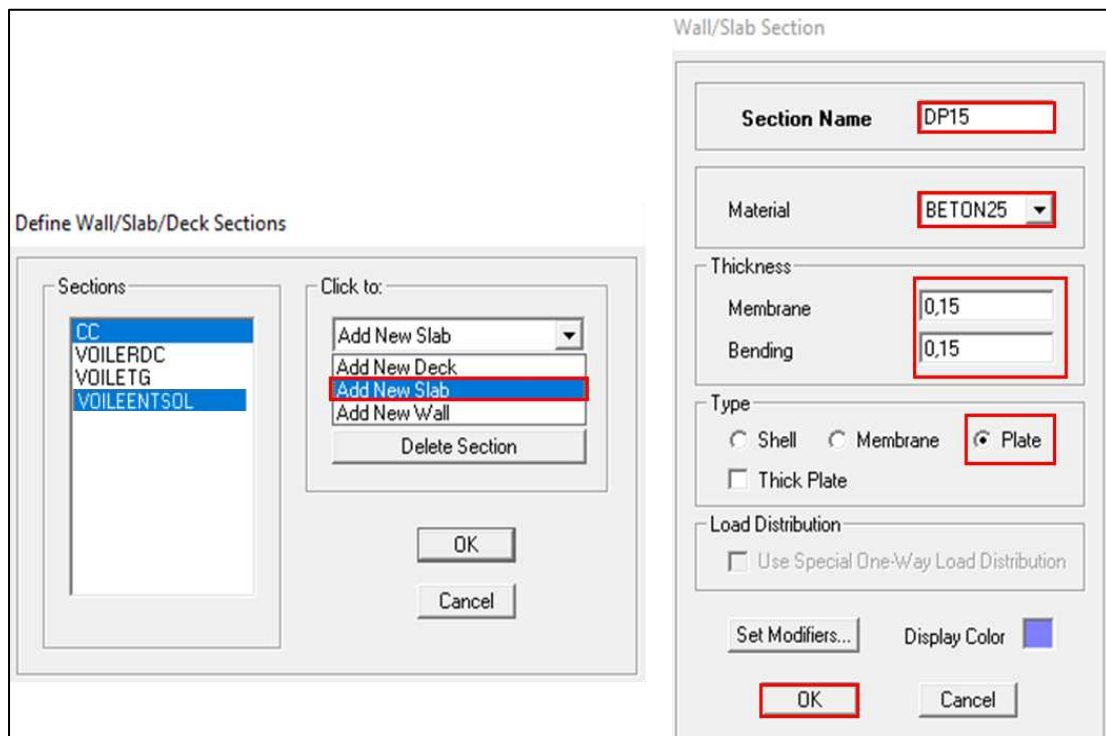 Define Wall/Slab/Deck Sections
Sections
CC
VOILERDC
VOILETG
VOILEENTSOL
Click to:
Add New Slab
Add New Deck
Add New Slab
Add New Wall
Delete Section
OK
Cancel
Wall/Slab Section
Section Name DP15
Material BETON25
Thickness
Membrane 0,15
Bending 0,15
Type
Shell Membrane Plate
Thick Plate
Load Distribution
Use Special One-Way Load Distribution
Set Modifiers... Display Color
OK Cancel